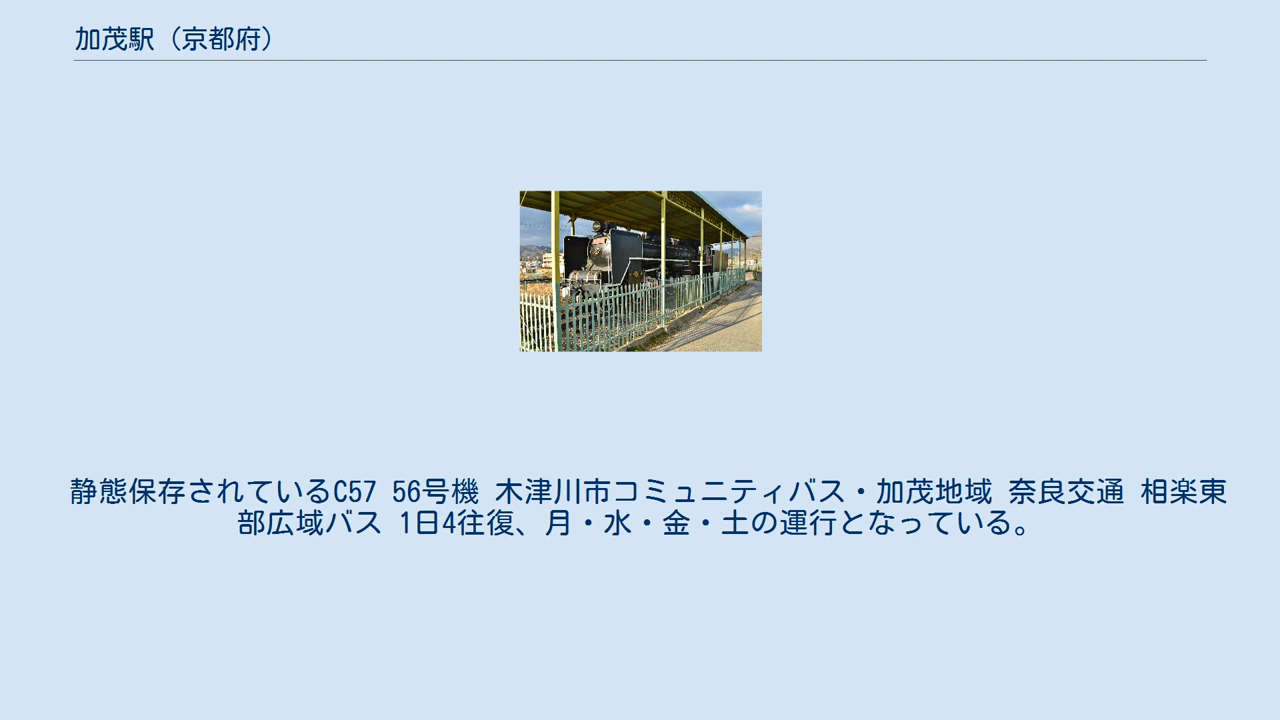 加茂駅（京都府）
静態保存されているC57 56号機 木津川市コミュニティバス・加茂地域 奈良交通 相楽東
部広域バス 1日4往復、月・水・金・土の運行となっている。